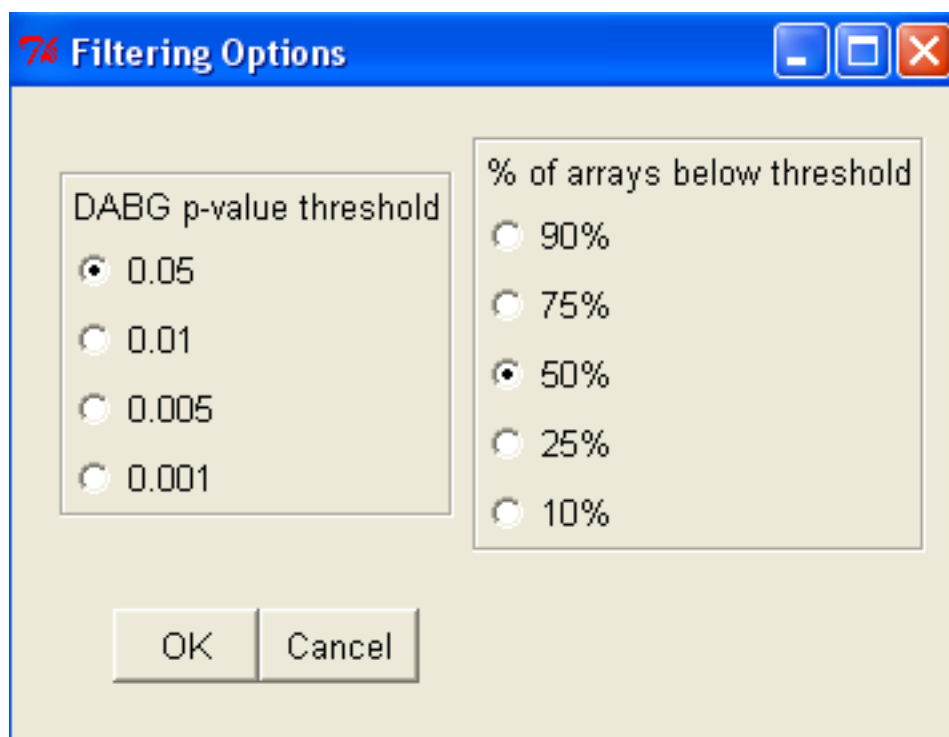 Tk Filtering Options
DABG p-value threshold
0.05
0.01
0.005
0.001
% of arrays below threshold
90%
75%
50%
25%
10%
OK
Cancel